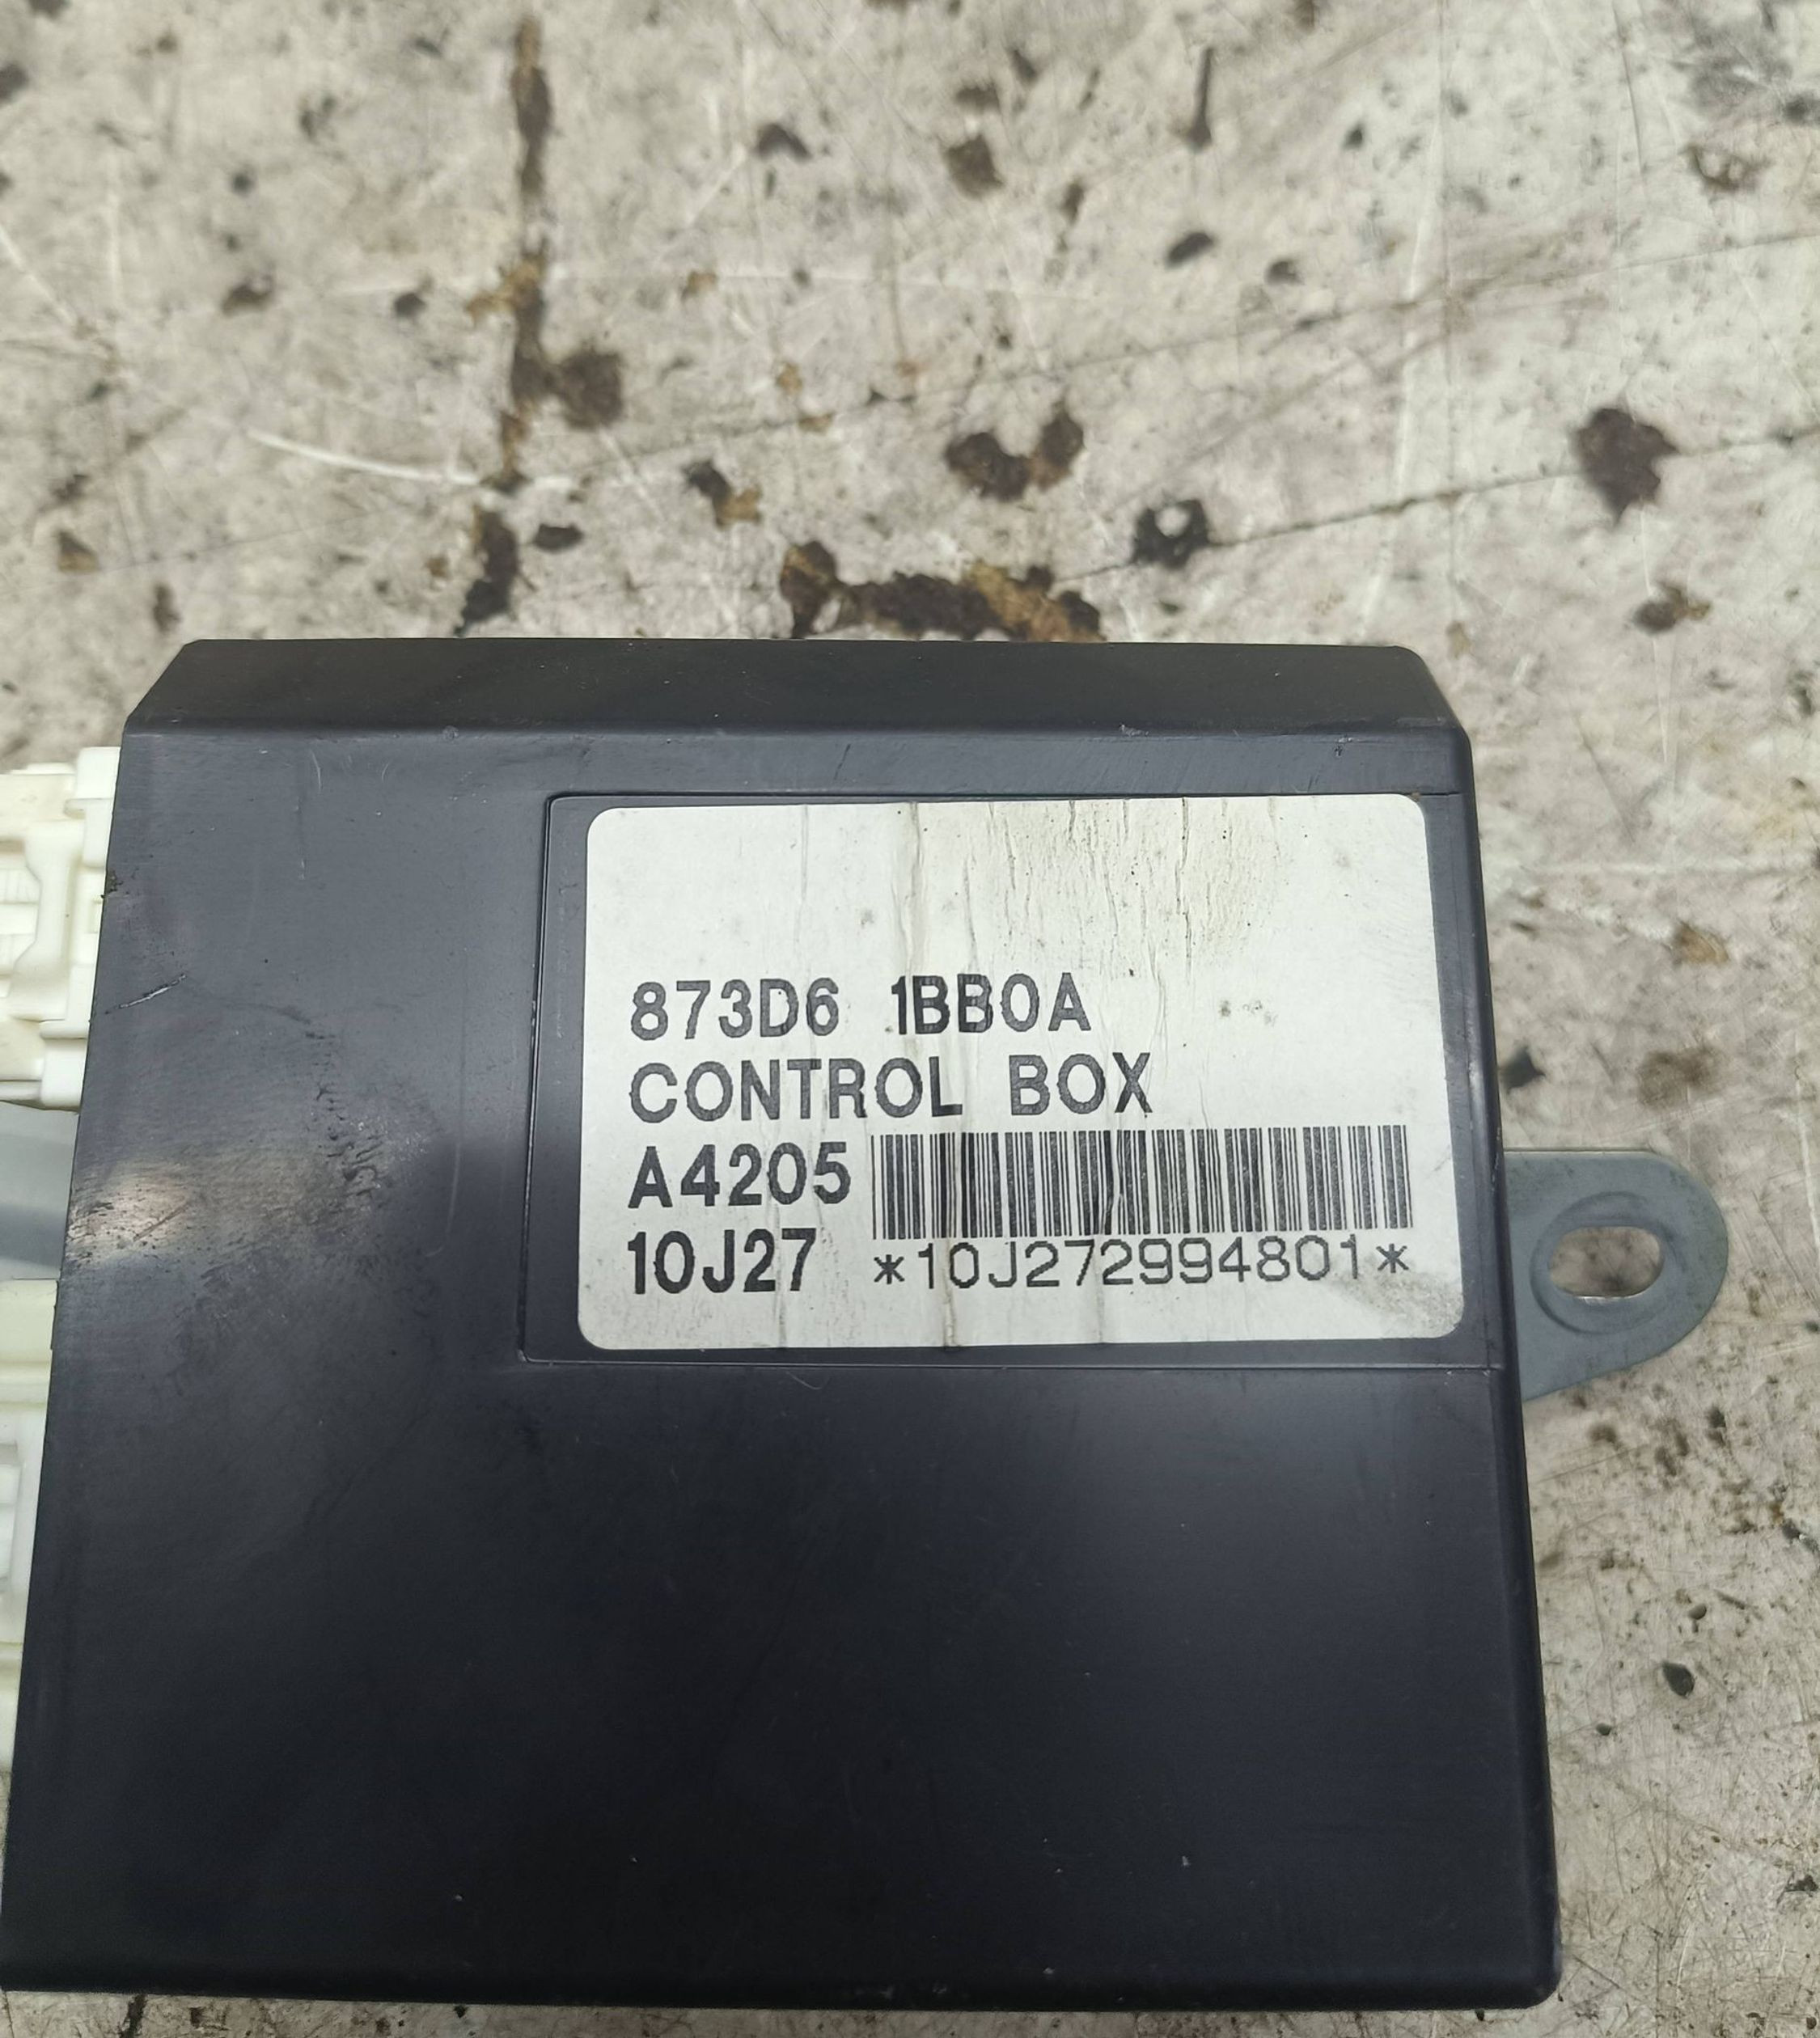 873D6 1BB0A
CONTROL BOX
A4205
10J27 *10J272994801*